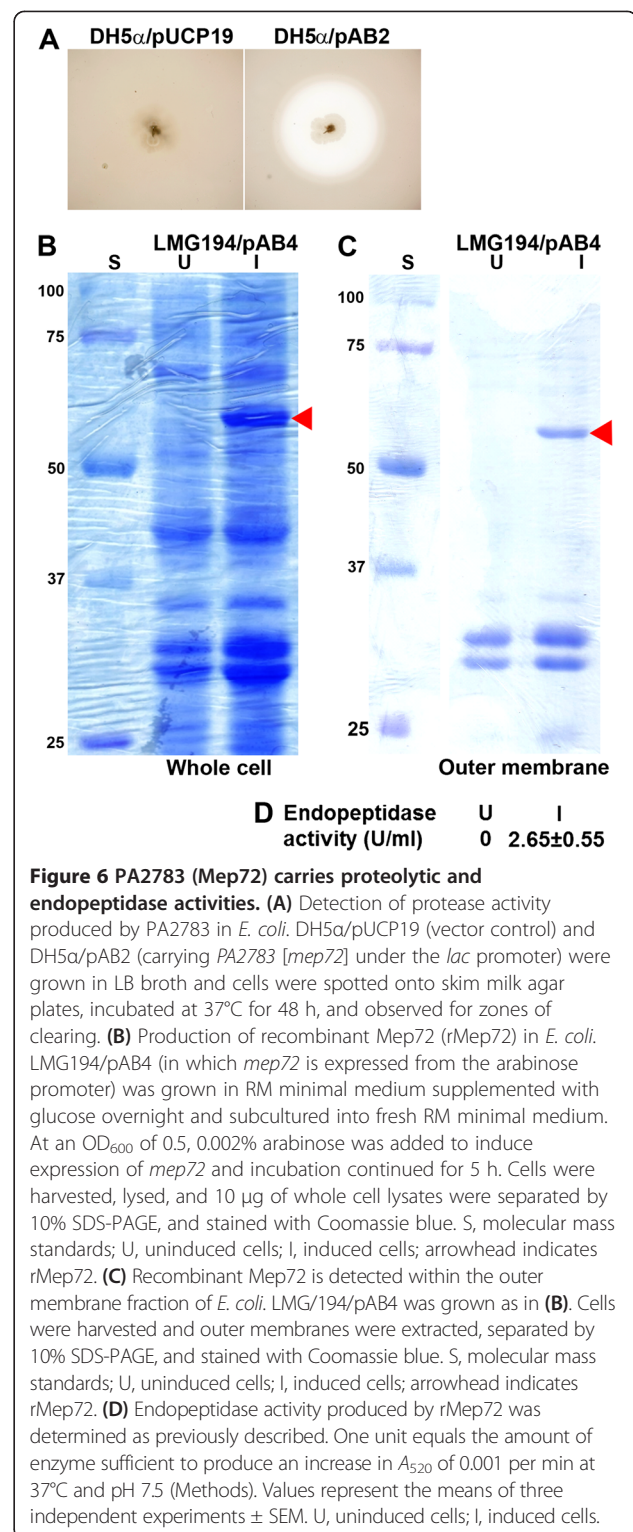 A DH5α/pUCP19 DH5α/pAB2
B LMG194/pAB4
S U I
100
75
50
37
25
Whole cell
C LMG194/pAB4
S U I
100
75
50
37
25
Outer membrane
D Endopeptidase U I
activity (U/ml) 0 2.65±0.55
Figure 6 PA2783 (Mep72) carries proteolytic and
endopeptidase activities. (A) Detection of protease activity
produced by PA2783 in E. coli. DH5α/pUCP19 (vector control) and
DH5α/pAB2 (carrying PA2783 [mep72] under the lac promoter) were
grown in LB broth and cells were spotted onto skim milk agar
plates, incubated at 37°C for 48 h, and observed for zones of
clearing. (B) Production of recombinant Mep72 (rMep72) in E. coli.
LMG194/pAB4 (in which mep72 is expressed from the arabinose
promoter) was grown in RM minimal medium supplemented with
glucose overnight and subcultured into fresh RM minimal medium.
At an OD₆₀₀ of 0.5, 0.002% arabinose was added to induce
expression of mep72 and incubation continued for 5 h. Cells were
harvested, lysed, and 10 μg of whole cell lysates were separated by
10% SDS-PAGE, and stained with Coomassie blue. S, molecular mass
standards; U, uninduced cells; I, induced cells; arrowhead indicates
rMep72. (C) Recombinant Mep72 is detected within the outer
membrane fraction of E. coli. LMG/194/pAB4 was grown as in (B). Cells
were harvested and outer membranes were extracted, separated by
10% SDS-PAGE, and stained with Coomassie blue. S, molecular mass
standards; U, uninduced cells; I, induced cells; arrowhead indicates
rMep72. (D) Endopeptidase activity produced by rMep72 was
determined as previously described. One unit equals the amount of
enzyme sufficient to produce an increase in A₅₂₀ of 0.001 per min at
37°C and pH 7.5 (Methods). Values represent the means of three
independent experiments ± SEM. U, uninduced cells; I, induced cells.